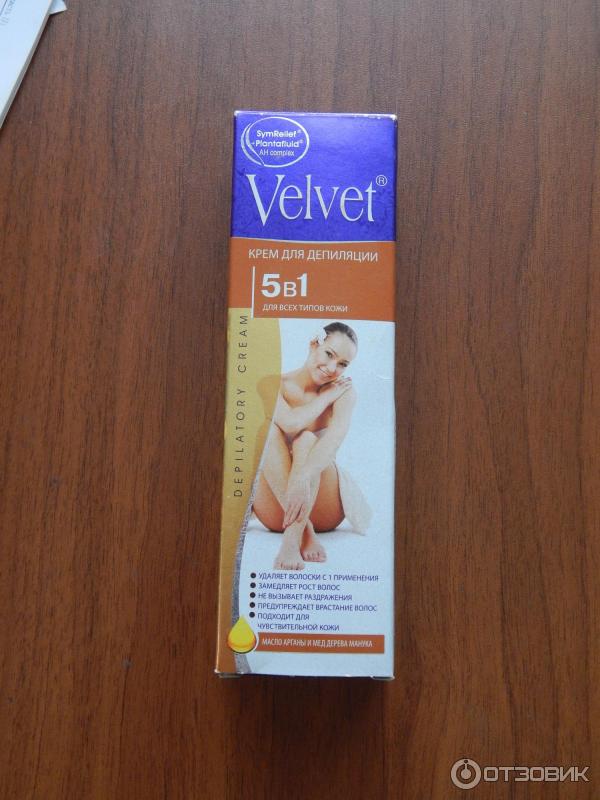 SymRelief®
Plantafluid®
AH complex
Velvet®
КРЕМ ДЛЯ ДЕПИЛЯЦИИ
5в1
ДЛЯ ВСЕХ ТИПОВ КОЖИ
DEPILATORY CREAM
УДАЛЯЕТ ВОЛОСКИ С 1 ПРИМЕНЕНИЯ
ЗАМЕДЛЯЕТ РОСТ ВОЛОС
НЕ ВЫЗЫВАЕТ РАЗДРАЖЕНИЯ
ПРЕДУПРЕЖДАЕТ ВРАСТАНИЕ ВОЛОС
ПОДХОДИТ ДЛЯ
ЧУВСТВИТЕЛЬНОЙ КОЖИ
МАСЛО АРГАНЫ И МЕД ДЕРЕВА МАНУКА
ОТЗОВИК